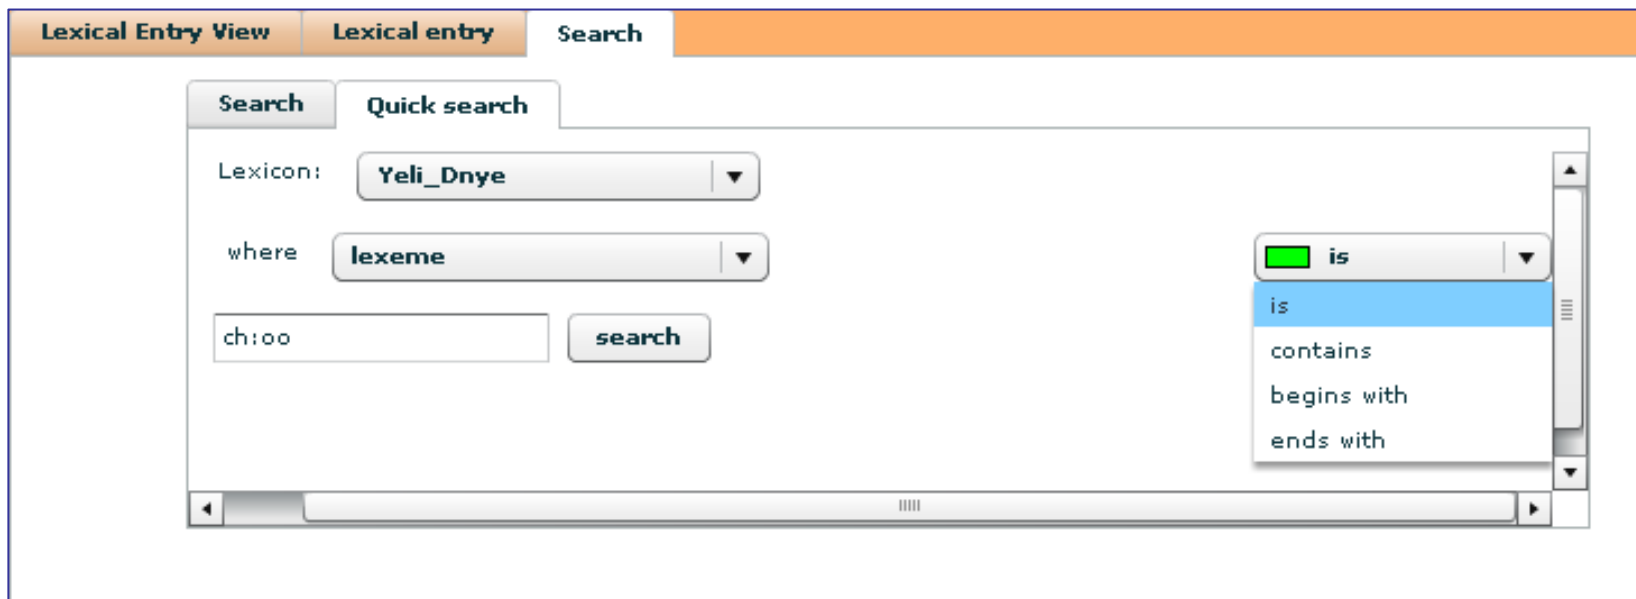 Lexical Entry View Lexical entry Search
Search Quick search
Lexicon: Yeli_Dnye
where lexeme is
is
ch:oo search
contains
begins with
ends with